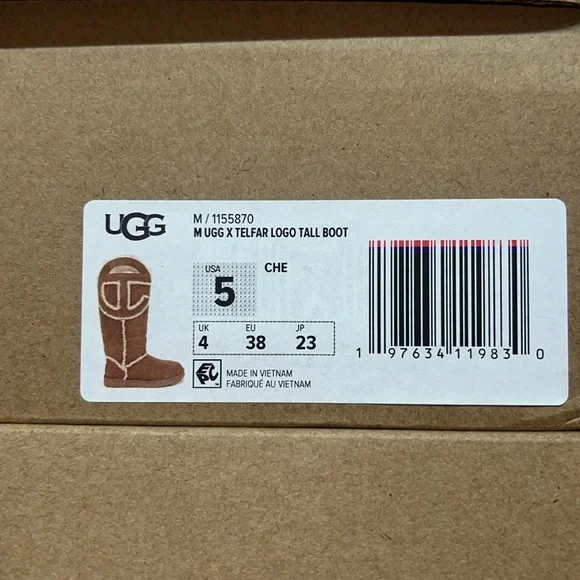 UGG
M / 1155870
M UGG X TELFAR LOGO TALL BOOT
USA
5
CHE
UK EU JP
4 38 23
MADE IN VIETNAM
FABRIQUÉ AU VIETNAM
1 97634 11983 0